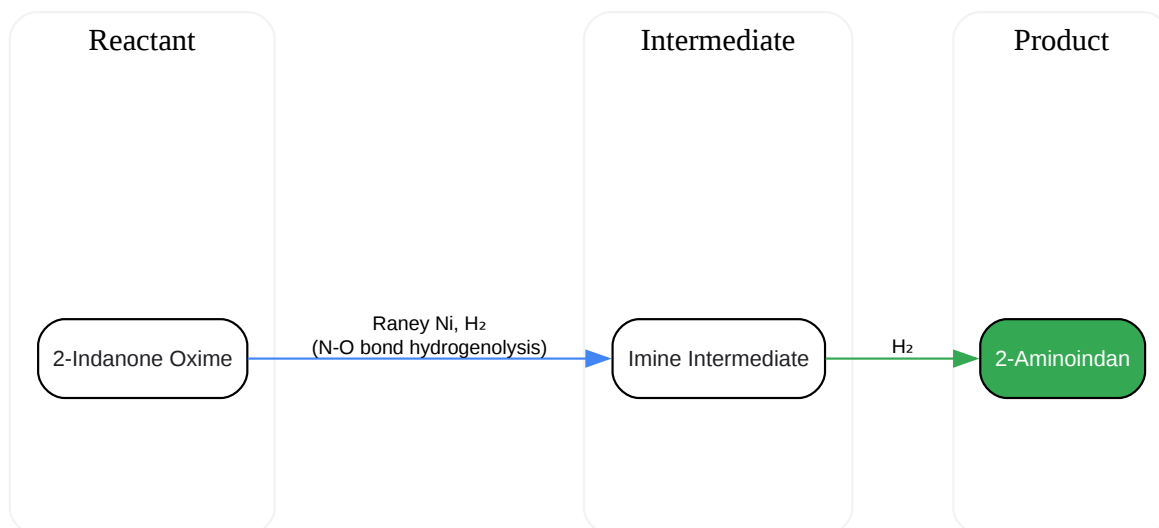 Reactant
Intermediate
Product
2-Indanone Oxime
Raney Ni, H₂
(N-O bond hydrogenolysis)
Imine Intermediate
H₂
2-Aminoindan